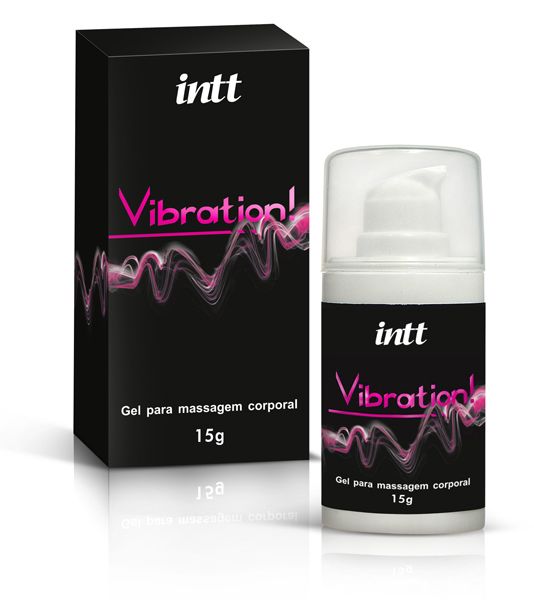 intt
Vibration!
Gel para massagem corporal
15g
intt
Vibration!
Gel para massagem corporal
15g